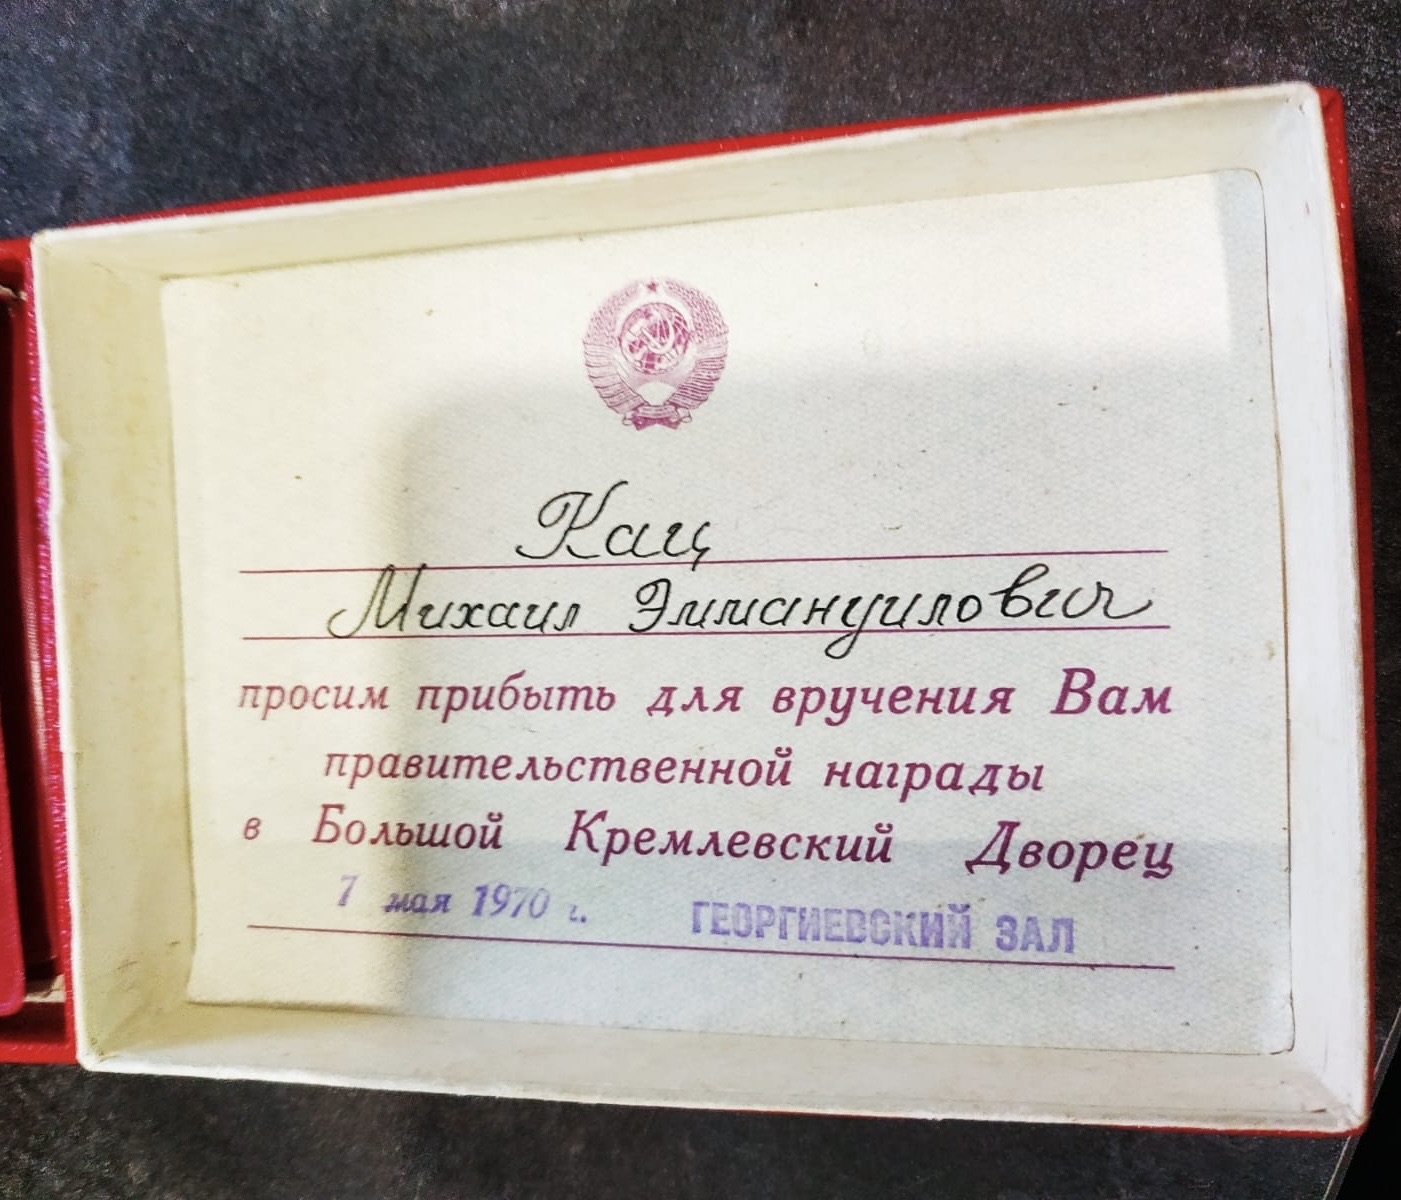 Кац
Михаил Эммануилович
просим прибыть для вручения Вам
правительственной награды
в Большой Кремлевский Дворец
7 мая 1970 г. ГЕОРГИЕВСКИЙ ЗАЛ